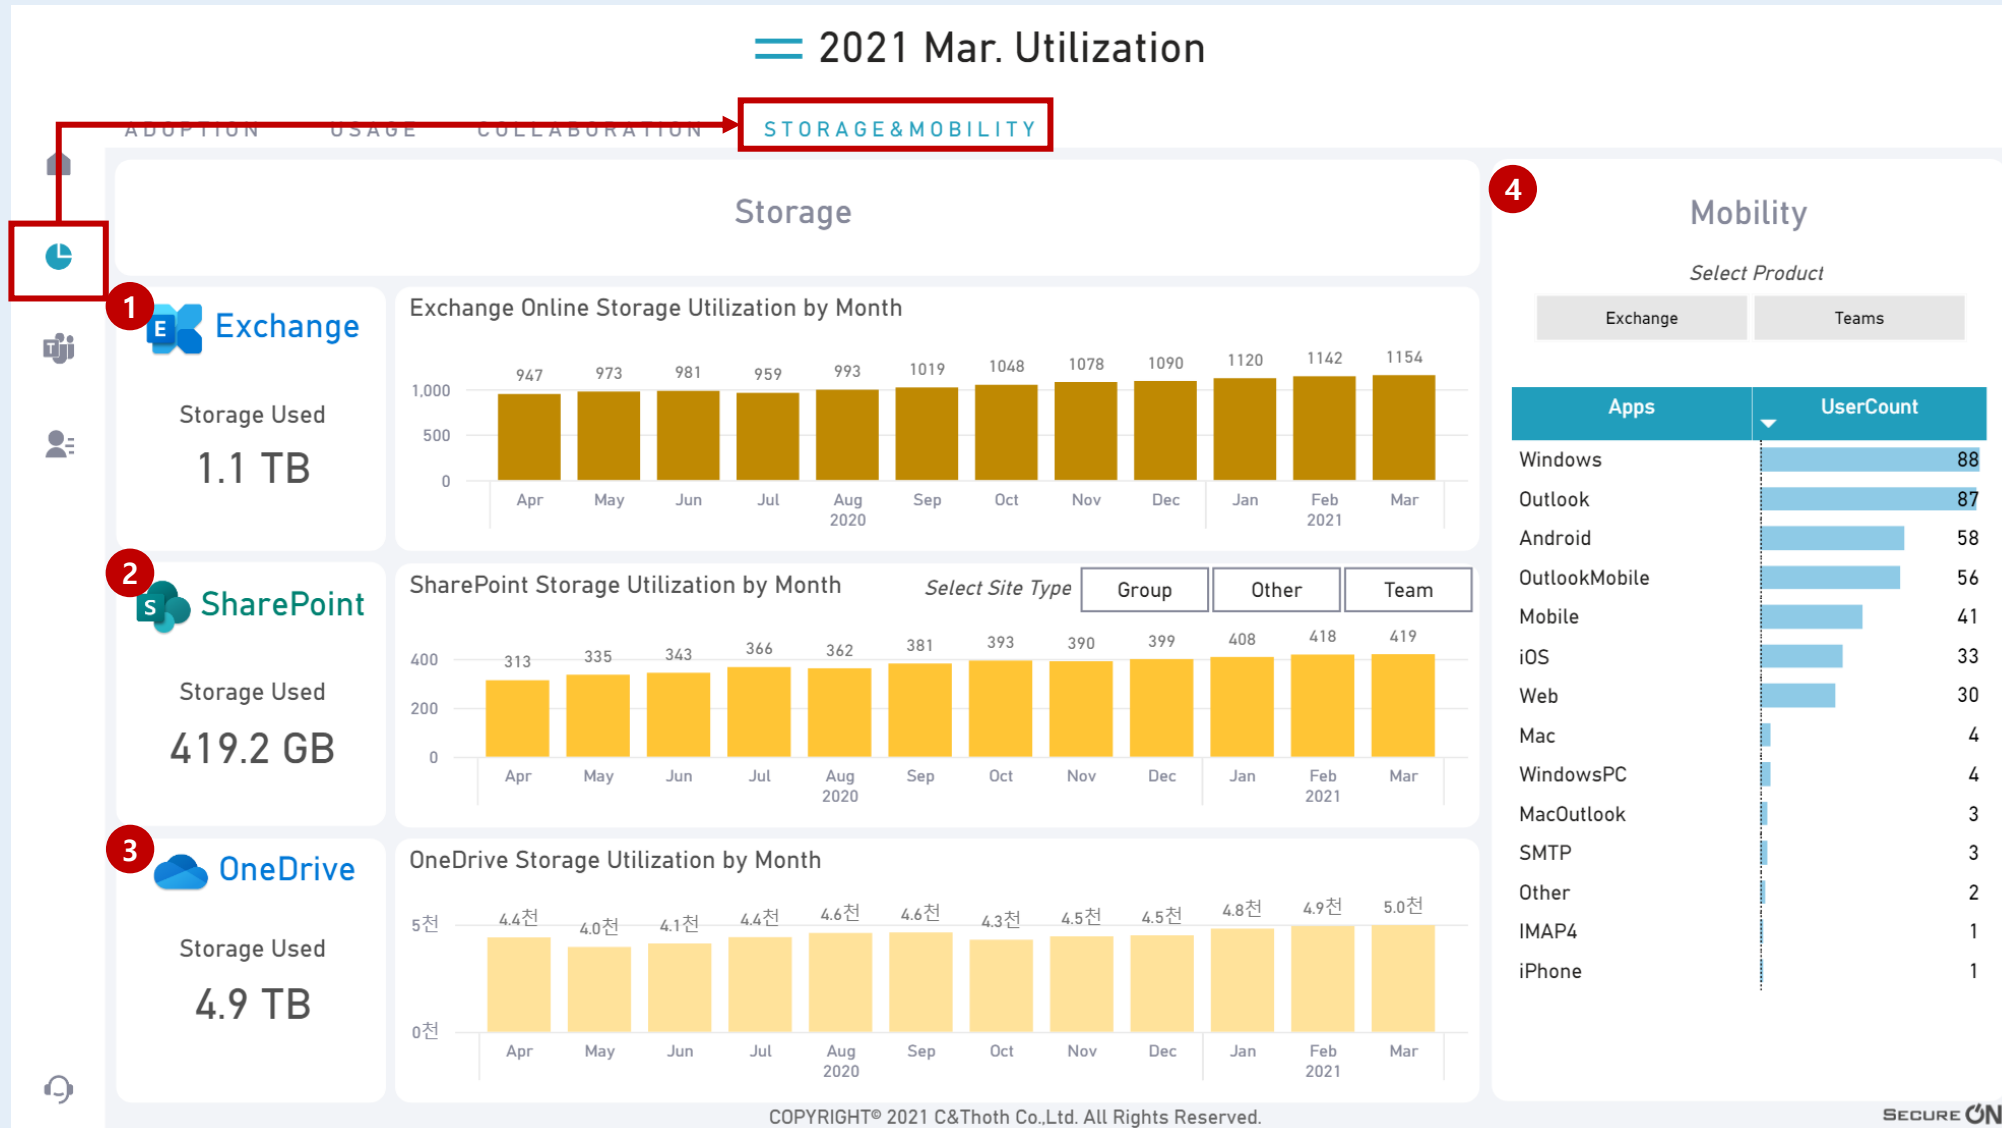 2021 Mar. Utilization
ADOPTION USAGE COLLABORATION STORAGE&MOBILITY
Storage
1
E
Exchange
Storage Used
1.1 TB
Exchange Online Storage Utilization by Month
947 973 981 959 993 1019 1048 1078 1090 1120 1142 1154
1,000
500
0
Apr May Jun Jul Aug Sep Oct Nov Dec Jan Feb Mar
2020 2021
2
S
SharePoint
Storage Used
419.2 GB
SharePoint Storage Utilization by Month
Select Site Type Group Other Team
313 335 343 366 362 381 393 390 399 408 418 419
400
200
0
Apr May Jun Jul Aug Sep Oct Nov Dec Jan Feb Mar
2020 2021
3
OneDrive
Storage Used
4.9 TB
OneDrive Storage Utilization by Month
4.4천 4.0천 4.1천 4.4천 4.6천 4.6천 4.3천 4.5천 4.5천 4.8천 4.9천 5.0천
5천
0천
Apr May Jun Jul Aug Sep Oct Nov Dec Jan Feb Mar
2020 2021
4
Mobility
Select Product
Exchange Teams
Apps UserCount
Windows 88
Outlook 87
Android 58
OutlookMobile 56
Mobile 41
iOS 33
Web 30
Mac 4
WindowsPC 4
MacOutlook 3
SMTP 3
Other 2
IMAP4 1
iPhone 1
T
COPYRIGHT© 2021 C&Thoth Co.,Ltd. All Rights Reserved.
SECURE ON